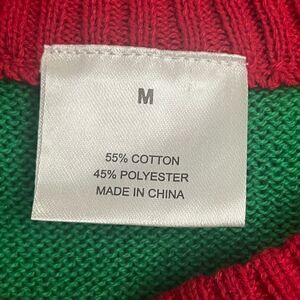 M
55% COTTON
45% POLYESTER
MADE IN CHINA